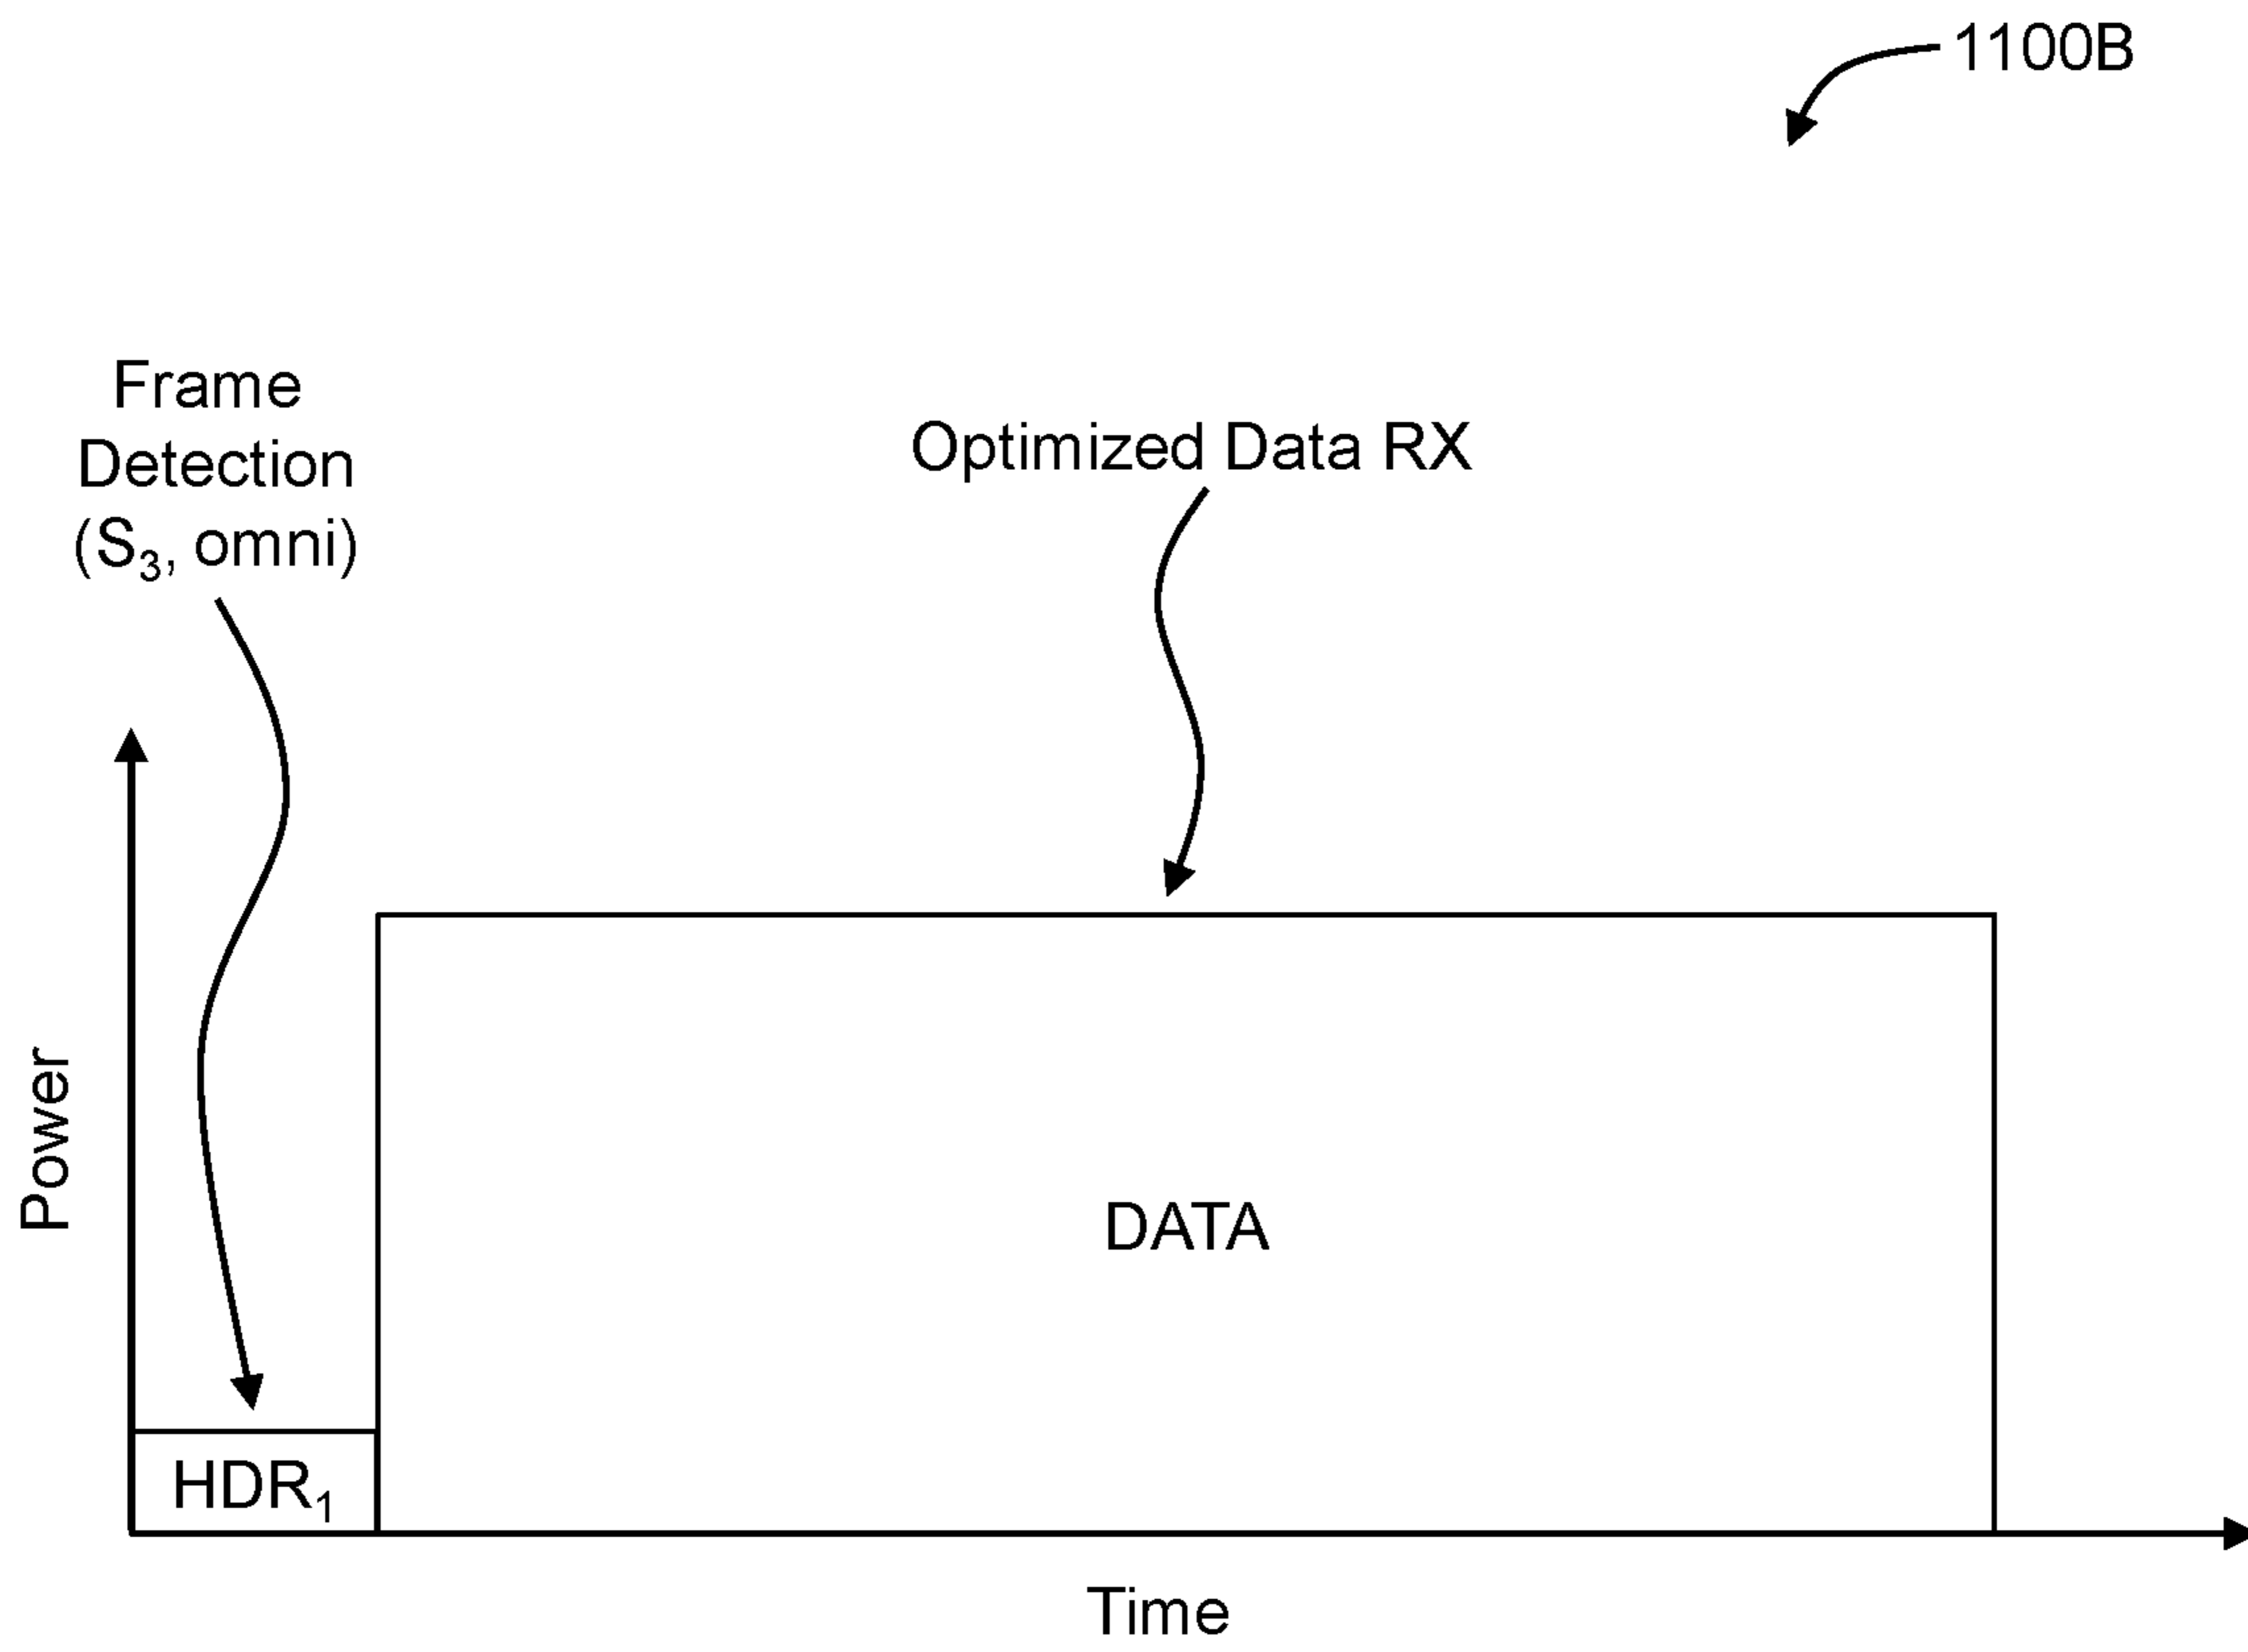 1100B
Frame
Detection
(S₃, omni)
Optimized Data RX
Power
DATA
HDR₁
Time